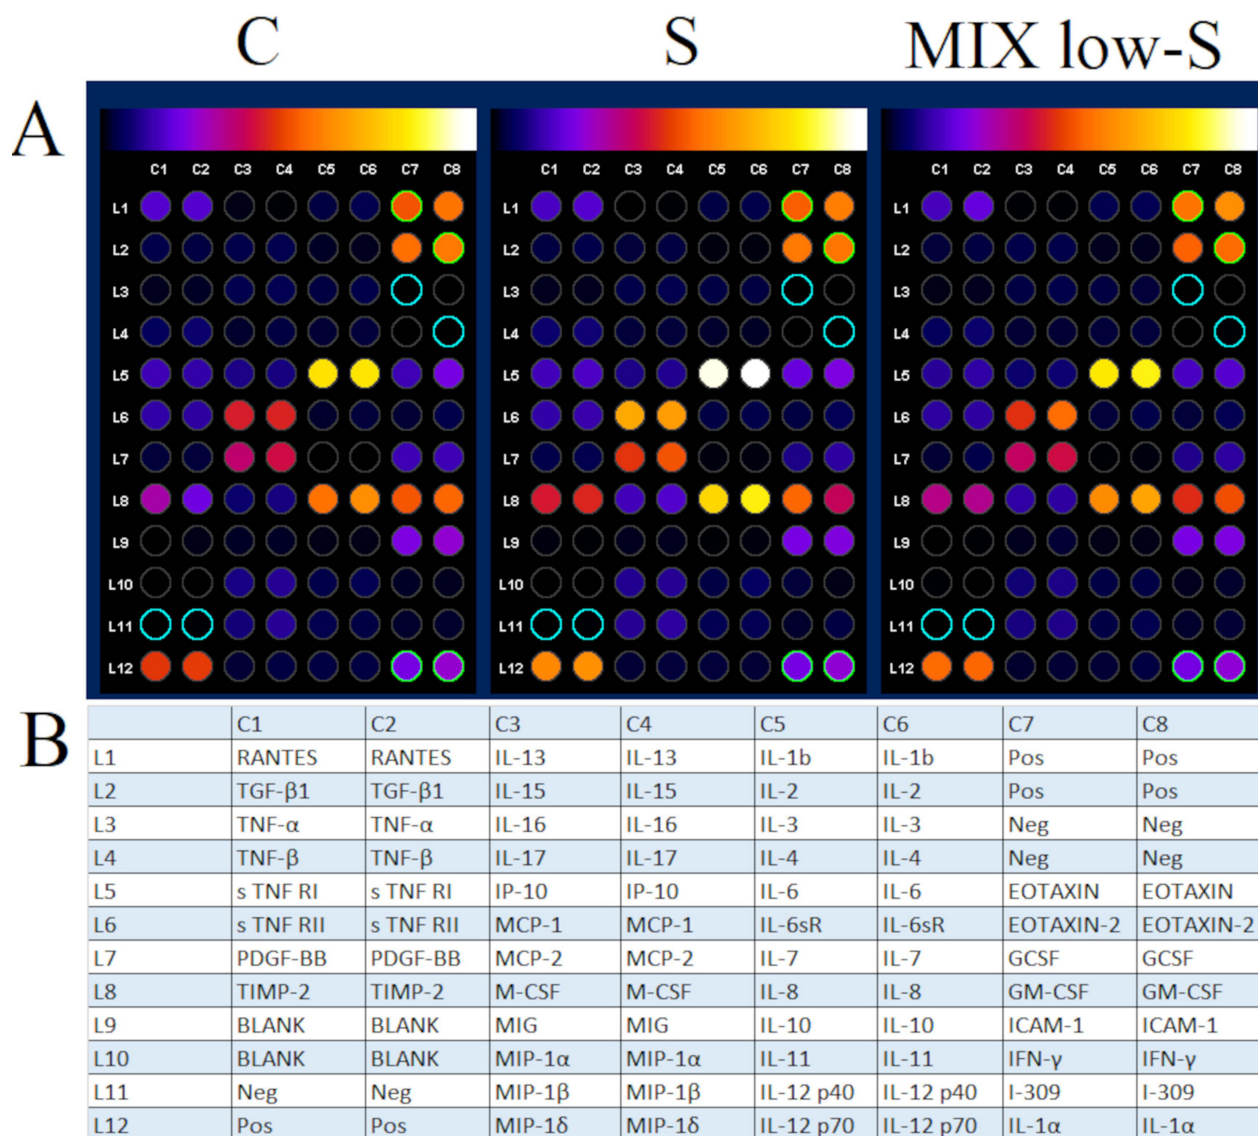 C S MIX low-S
A
C1 C2 C3 C4 C5 C6 C7 C8 C1 C2 C3 C4 C5 C6 C7 C8 C1 C2 C3 C4 C5 C6 C7 C8
L1 L1 L1
L2 L2 L2
L3 L3 L3
L4 L4 L4
L5 L5 L5
L6 L6 L6
L7 L7 L7
L8 L8 L8
L9 L9 L9
L10 L10 L10
L11 L11 L11
L12 L12 L12
B
C1 C2 C3 C4 C5 C6 C7 C8
L1 RANTES RANTES IL-13 IL-13 IL-1b IL-1b Pos Pos
L2 TGF-β1 TGF-β1 IL-15 IL-15 IL-2 IL-2 Pos Pos
L3 TNF-α TNF-α IL-16 IL-16 IL-3 IL-3 Neg Neg
L4 TNF-β TNF-β IL-17 IL-17 IL-4 IL-4 Neg Neg
L5 s TNF RI s TNF RI IP-10 IP-10 IL-6 IL-6 EOTAXIN EOTAXIN
L6 s TNF RII s TNF RII MCP-1 MCP-1 IL-6sR IL-6sR EOTAXIN-2 EOTAXIN-2
L7 PDGF-BB PDGF-BB MCP-2 MCP-2 IL-7 IL-7 GCSF GCSF
L8 TIMP-2 TIMP-2 M-CSF M-CSF IL-8 IL-8 GM-CSF GM-CSF
L9 BLANK BLANK MIG MIG IL-10 IL-10 ICAM-1 ICAM-1
L10 BLANK BLANK MIP-1α MIP-1α IL-11 IL-11 IFN-γ IFN-γ
L11 Neg Neg MIP-1β MIP-1β IL-12 p40 IL-12 p40 I-309 I-309
L12 Pos Pos MIP-1δ MIP-1δ IL-12 p70 IL-12 p70 IL-1α IL-1α